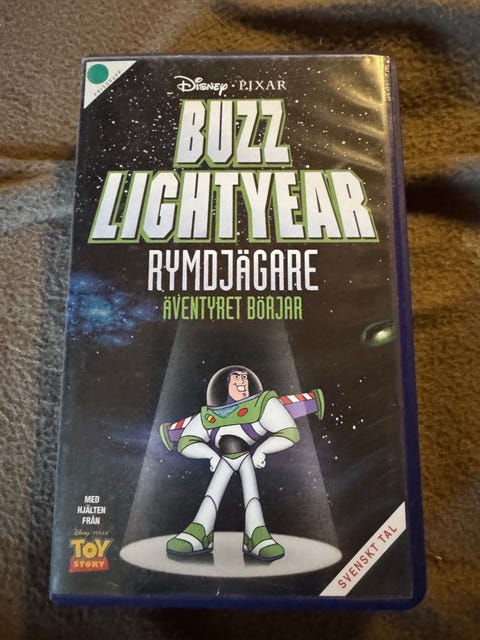 Disney · PIXAR
BUZZ
LIGHTYEAR
RYMDJÄGARE
ÄVENTYRET BÖRJAR
MED
HJÄLTEN
FRÅN
Disney · PIXAR
TOY
STORY
SVENSKT TAL